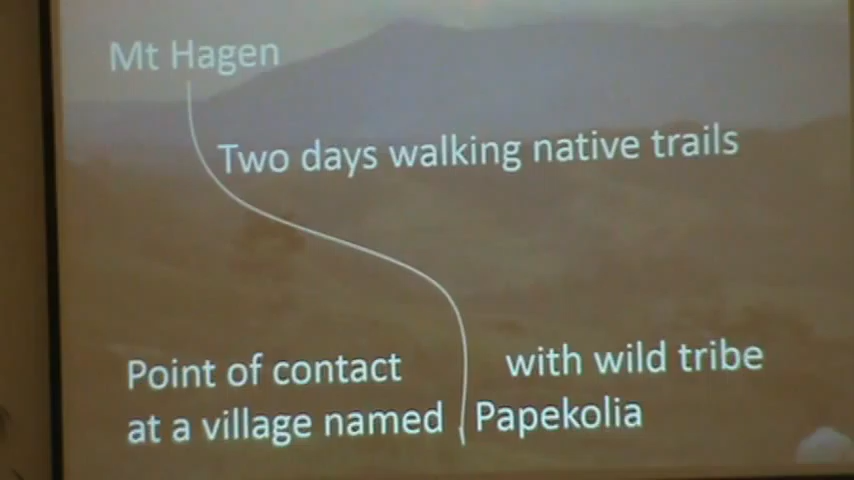 Mt Hagen
Two days walking native trails
Point of contact with wild tribe
at a village named Papekolia